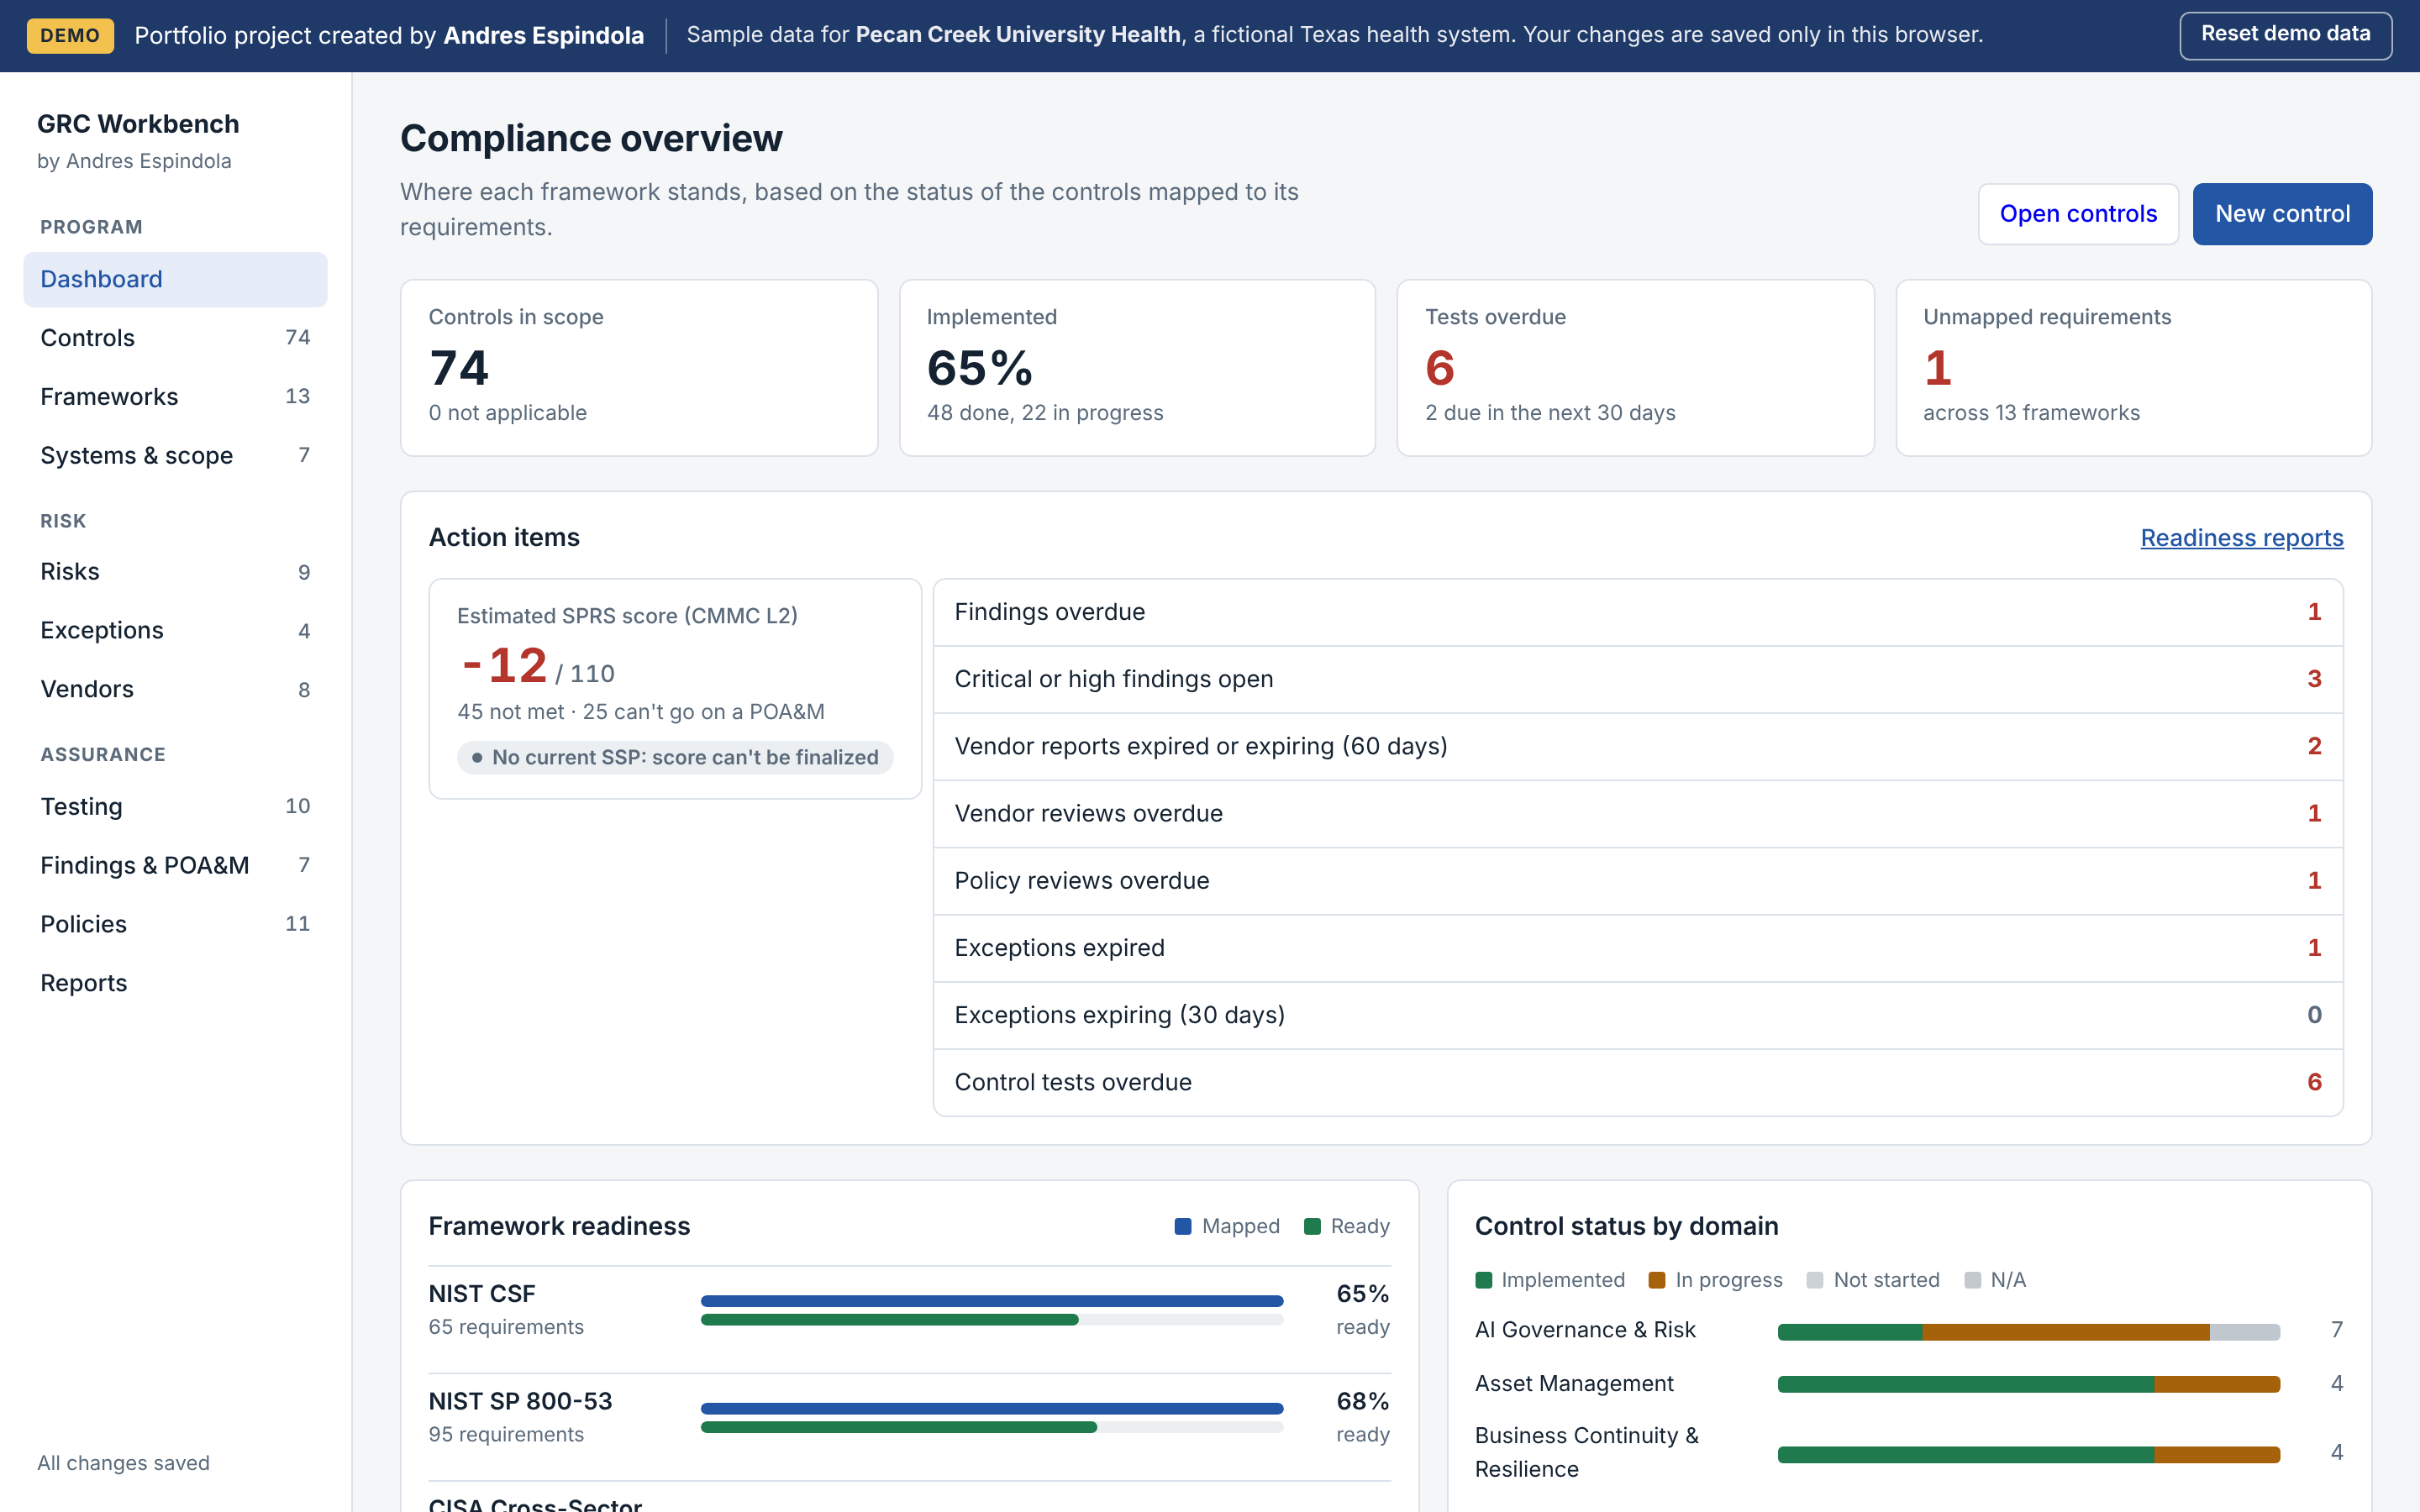 DEMO Portfolio project created by Andres Espindola Sample data for Pecan Creek University Health, a fictional Texas health system. Your changes are saved only in this browser. Reset demo data
GRC Workbench
by Andres Espindola
PROGRAM
Dashboard
Controls 74
Frameworks 13
Systems & scope 7
RISK
Risks 9
Exceptions 4
Vendors 8
ASSURANCE
Testing 10
Findings & POA&M 7
Policies 11
Reports
All changes saved
Compliance overview
Where each framework stands, based on the status of the controls mapped to its
requirements.
Open controls New control
Controls in scope
74
0 not applicable
Implemented
65%
48 done, 22 in progress
Tests overdue
6
2 due in the next 30 days
Unmapped requirements
1
across 13 frameworks
Action items Readiness reports
Estimated SPRS score (CMMC L2)
-12 / 110
45 not met · 25 can't go on a POA&M
No current SSP: score can't be finalized
Findings overdue 1
Critical or high findings open 3
Vendor reports expired or expiring (60 days) 2
Vendor reviews overdue 1
Policy reviews overdue 1
Exceptions expired 1
Exceptions expiring (30 days) 0
Control tests overdue 6
Framework readiness Mapped Ready
NIST CSF 65%
65 requirements ready
NIST SP 800-53 68%
95 requirements ready
CISA Cross-Sector
Control status by domain
Implemented In progress Not started N/A
AI Governance & Risk 7
Asset Management 4
Business Continuity &
Resilience 4